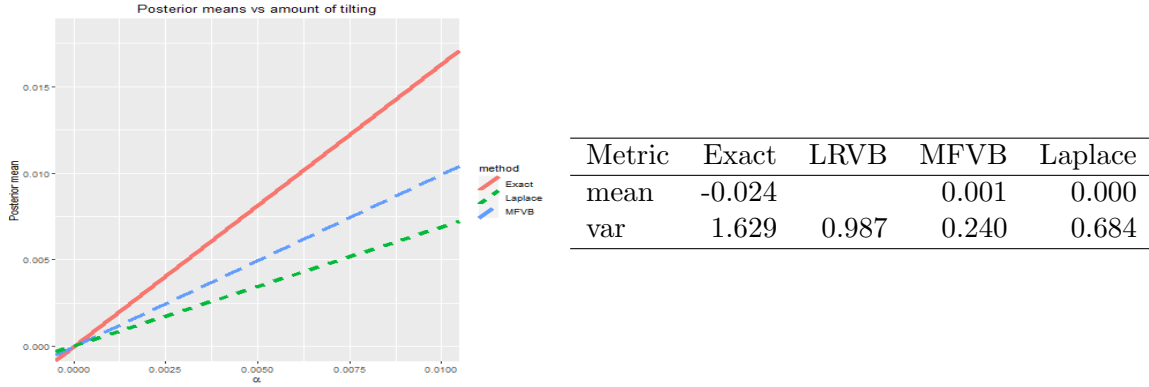 Posterior means vs amount of tilting
Posterior mean
0.015
0.010
0.005
0.000
0.0000 0.0025 0.0050 0.0075 0.0100
α
method
Exact
Laplace
MFVB
Metric Exact LRVB MFVB Laplace
mean -0.024 0.001 0.000
var 1.629 0.987 0.240 0.684